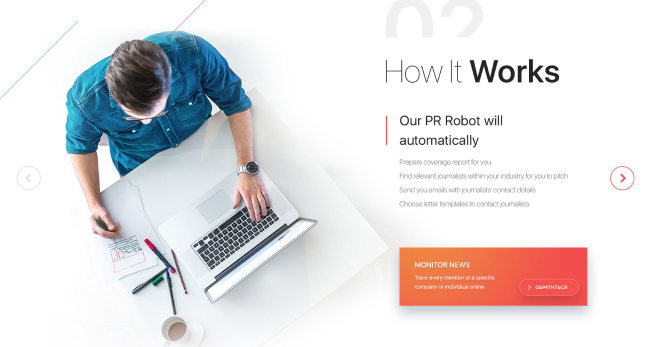 02
How It Works
Our PR Robot will
automatically
Prepare coverage report for you
Find relevant journalists within your industry for you to pitch
Send you emails with journalists' contact details
Choose letter templates to contact journalists
MONITOR NEWS
Track every mention of a specific
company or individual online
ОБРАТИТЬСЯ